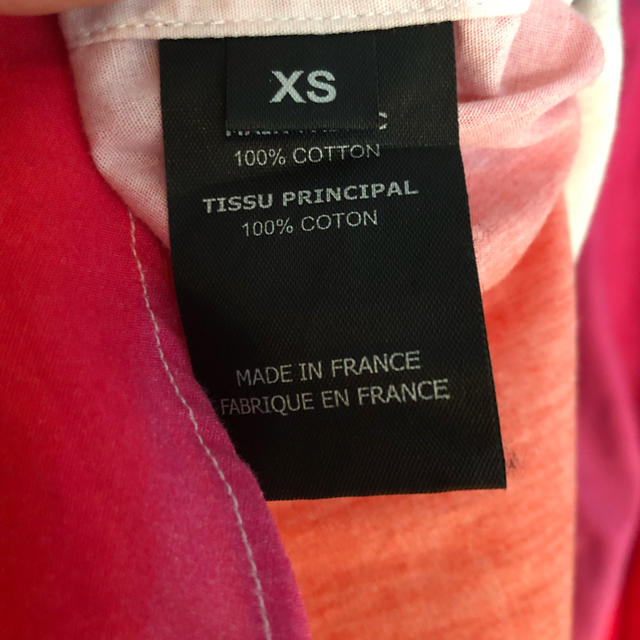 XS
100% COTTON
TISSU PRINCIPAL
100% COTON
MADE IN FRANCE
FABRIQUE EN FRANCE